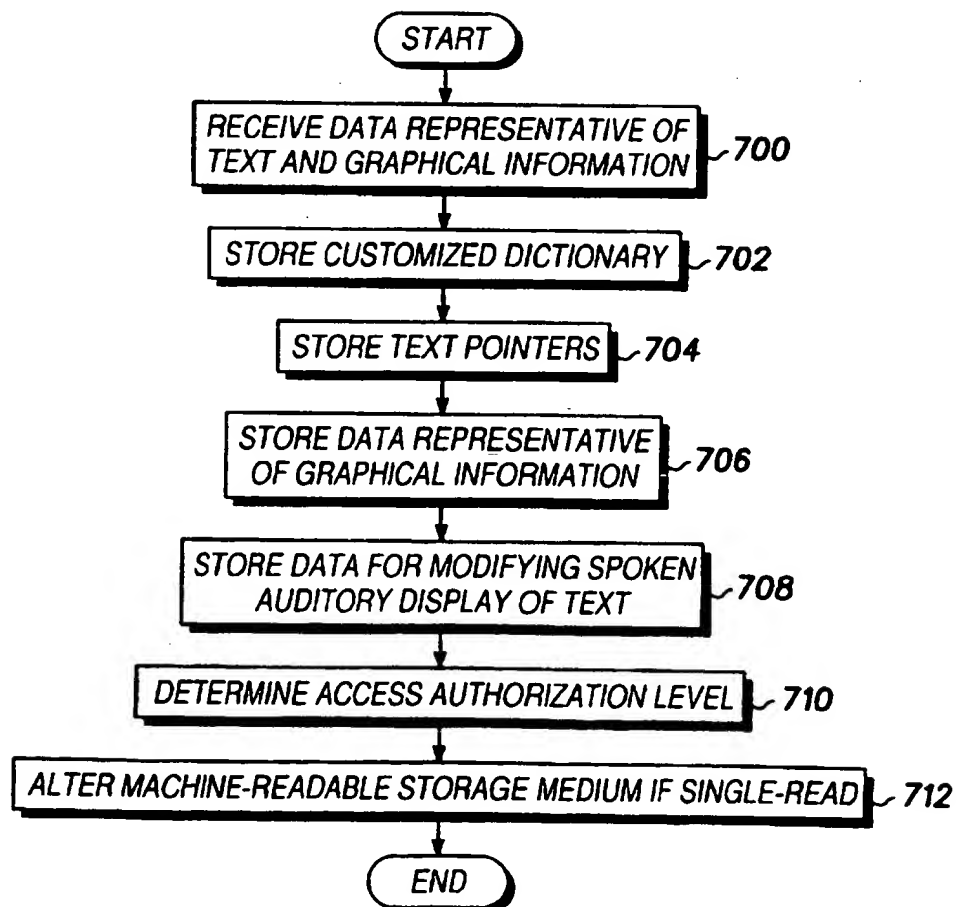 START
RECEIVE DATA REPRESENTATIVE OF
TEXT AND GRAPHICAL INFORMATION
700
STORE CUSTOMIZED DICTIONARY
702
STORE TEXT POINTERS
704
STORE DATA REPRESENTATIVE
OF GRAPHICAL INFORMATION
706
STORE DATA FOR MODIFYING SPOKEN
AUDITORY DISPLAY OF TEXT
708
DETERMINE ACCESS AUTHORIZATION LEVEL
710
ALTER MACHINE-READABLE STORAGE MEDIUM IF SINGLE-READ
712
END